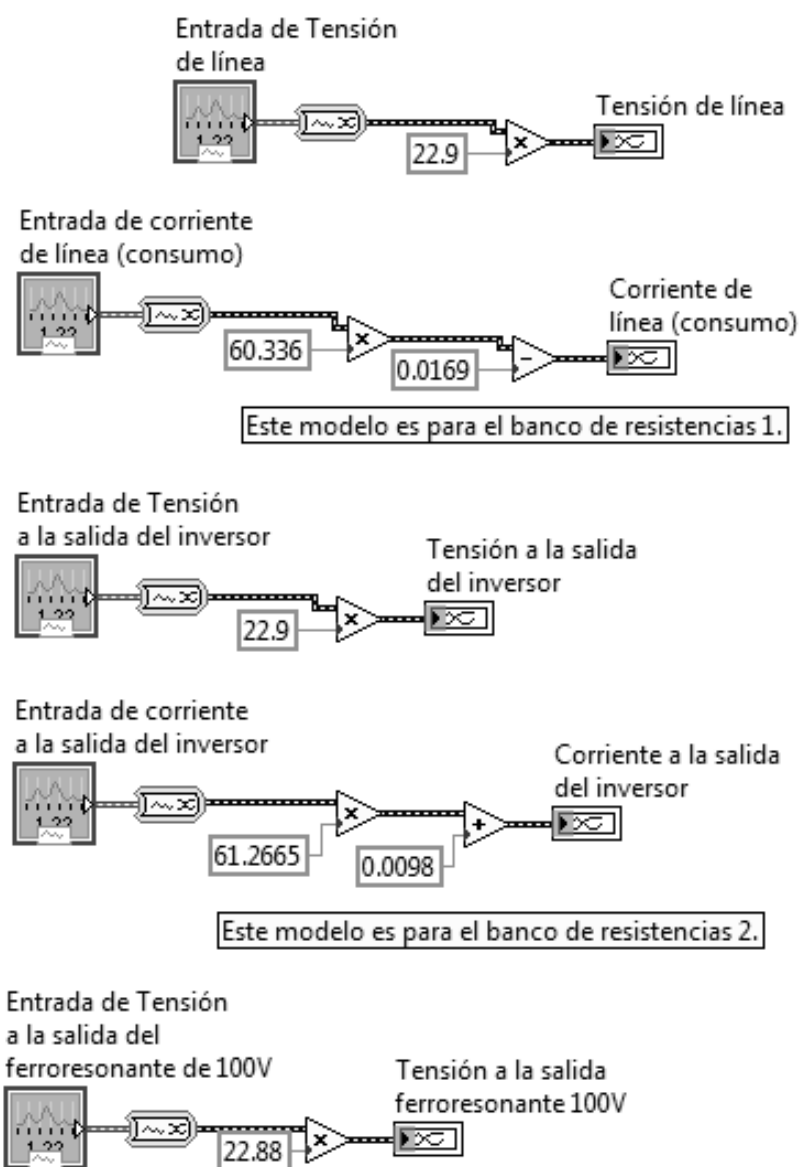 Entrada de Tensión
de línea
Tensión de línea
22.9
Entrada de corriente
de línea (consumo)
Corriente de
línea (consumo)
60.336
0.0169
Este modelo es para el banco de resistencias 1.
Entrada de Tensión
a la salida del inversor
Tensión a la salida
del inversor
22.9
Entrada de corriente
a la salida del inversor
Corriente a la salida
del inversor
61.2665
0.0098
Este modelo es para el banco de resistencias 2.
Entrada de Tensión
a la salida del
ferroresonante de 100V
Tensión a la salida
ferroresonante 100V
22.88